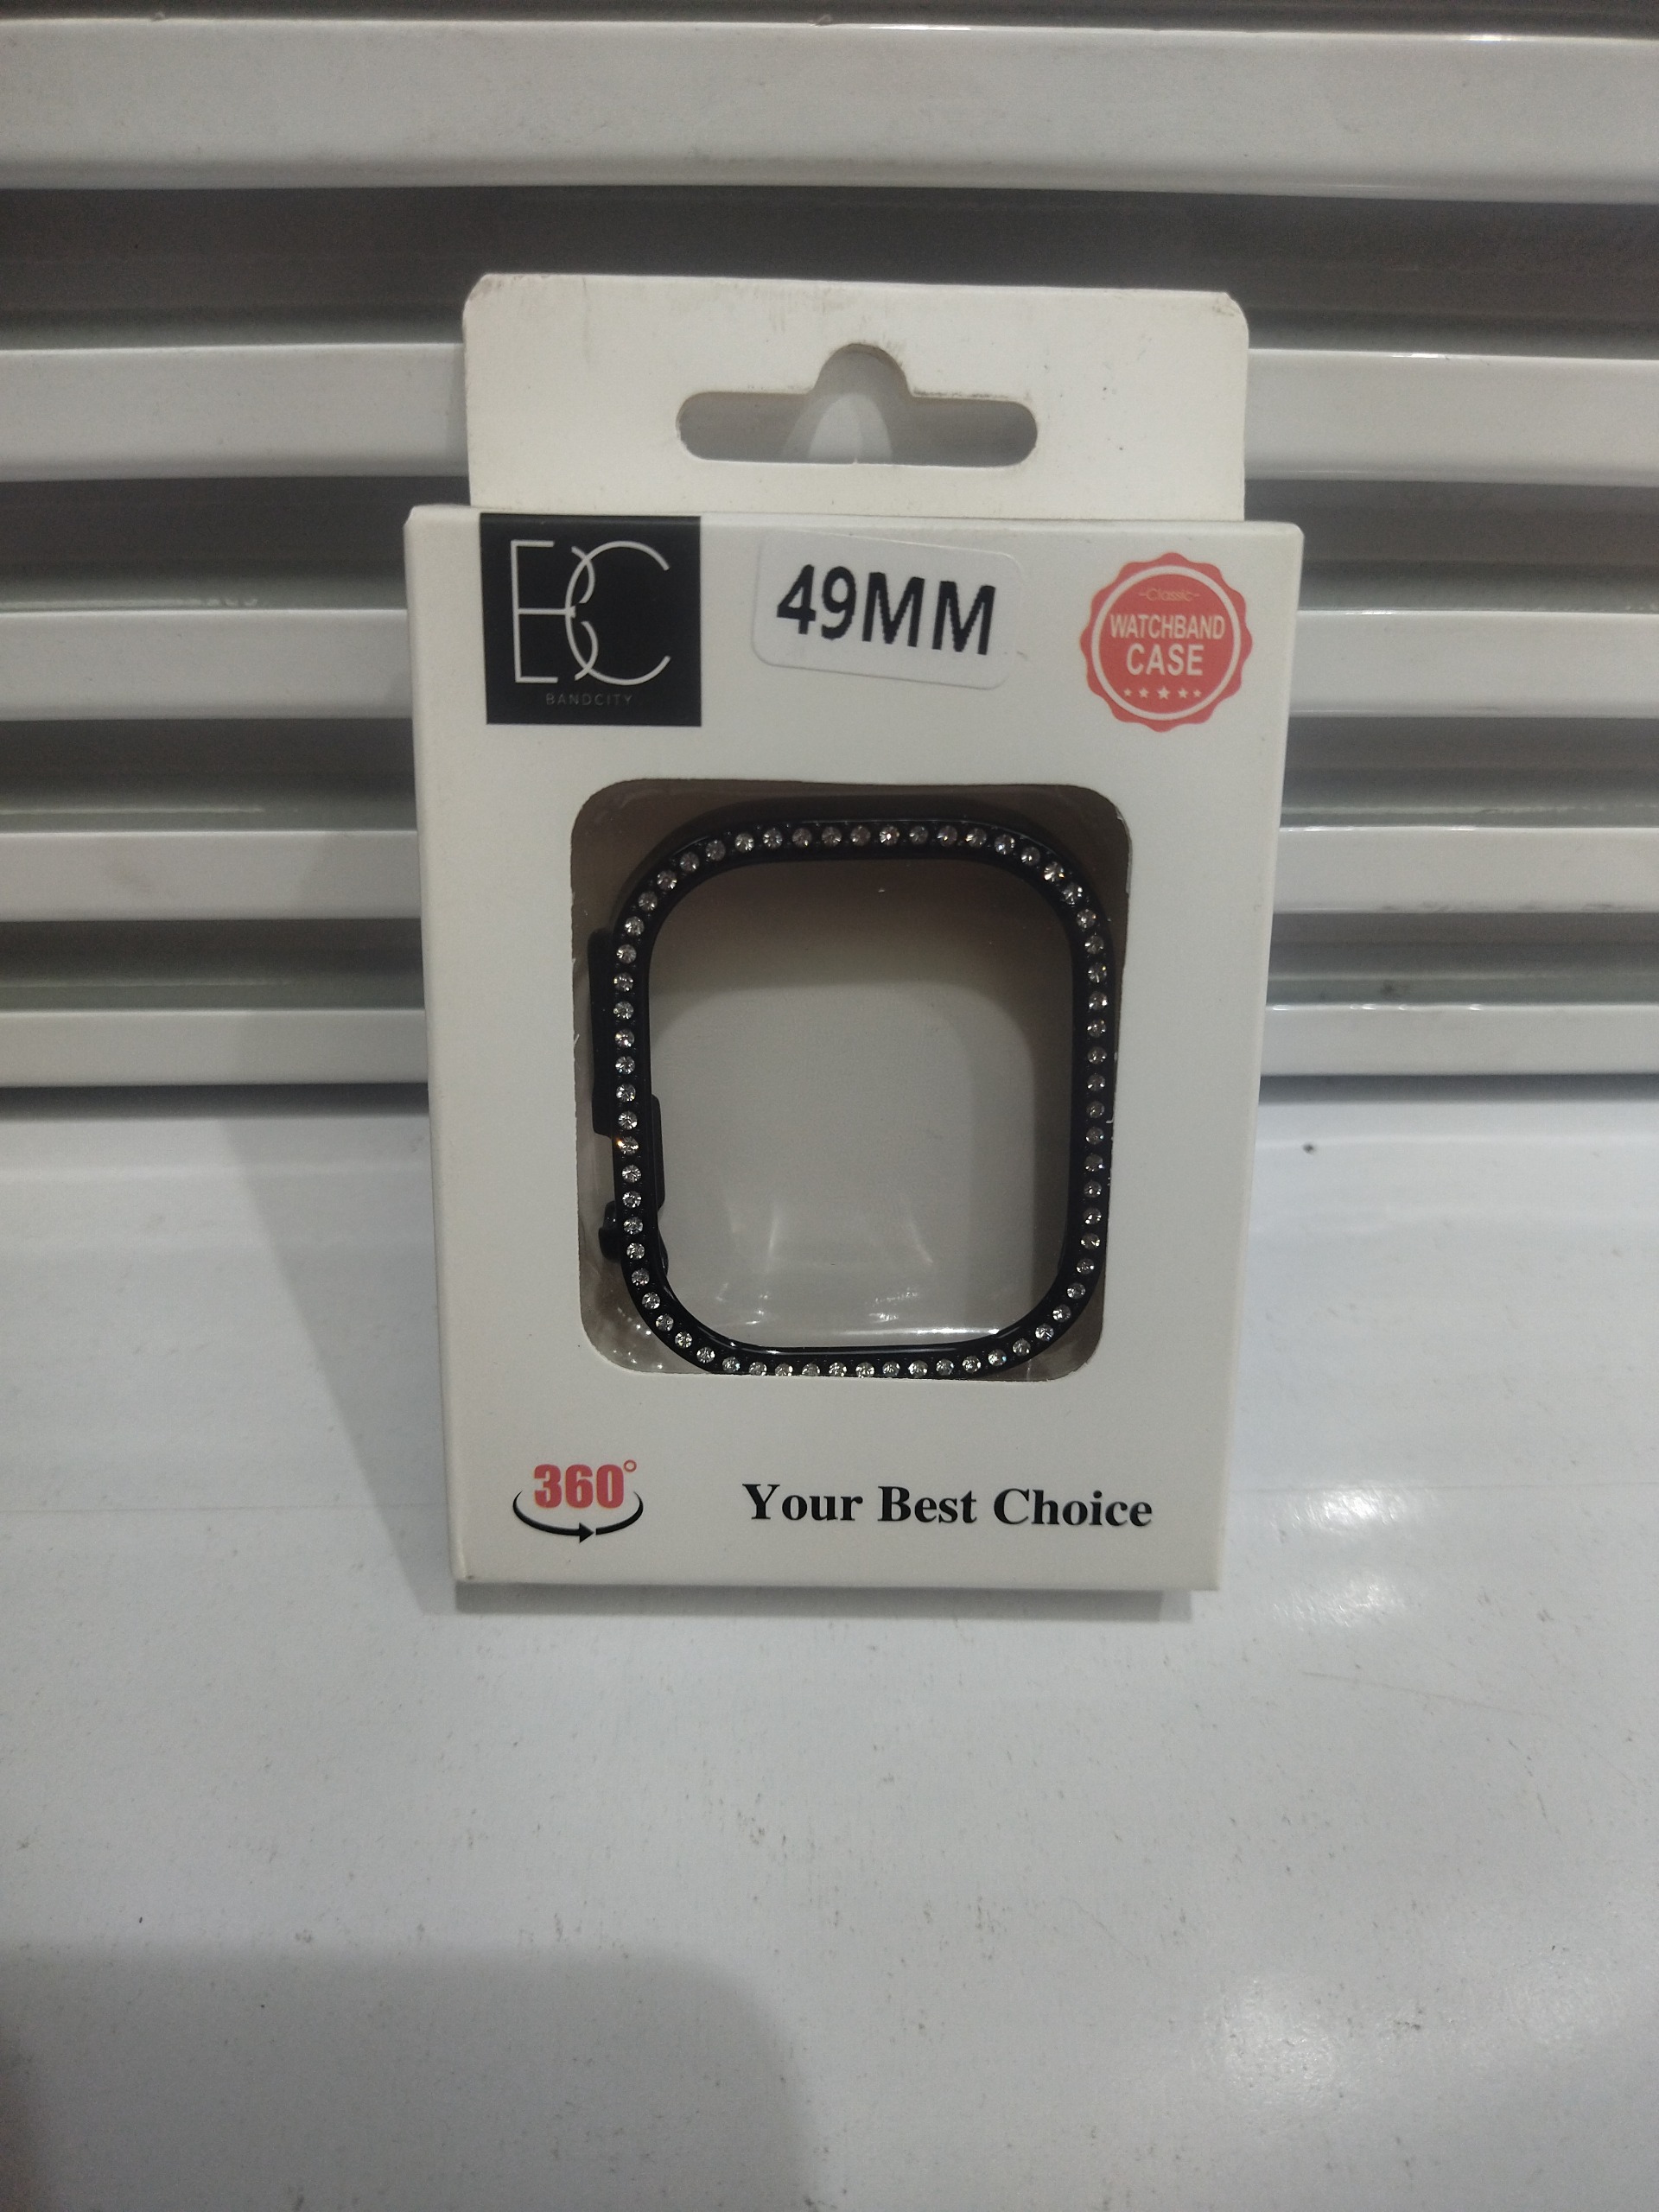 BC
BANDCITY
49MM
-Classic-
WATCHBAND
CASE
360°
Your Best Choice